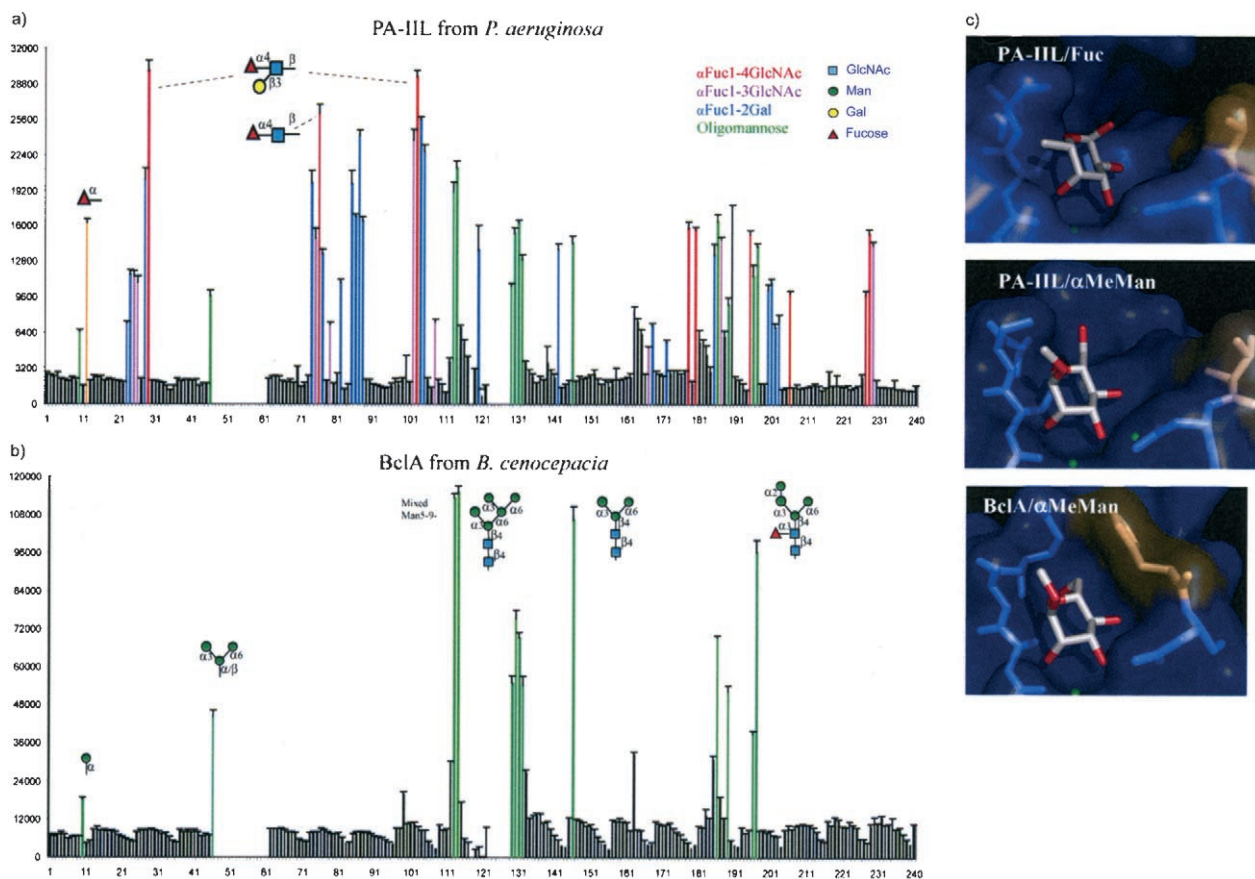 a)
PA-IIL from P. aeruginosa
32000
28800
25600
22400
19200
16000
12800
9600
6400
3200
0
α4
β
β3
α4
β
α
αFuc1-4GlcNAc
αFuc1-3GlcNAc
αFuc1-2Gal
Oligomannose
GlcNAc
Man
Gal
Fucose
1 11 21 31 41 51 61 71 81 91 101 111 121 131 141 151 161 171 181 191 201 211 221 231 240
b)
BclA from B. cenocepacia
120000
108000
96000
84000
72000
60000
48000
36000
24000
12000
0
α
α3 α6
α/β
Mixed
Man5-9-
α3 α6
α3 α6
β4
β4
α3 α6
β4
β4
α2
α3 α6
β4
α3
β4
1 11 21 31 41 51 61 71 81 91 101 111 121 131 141 151 161 171 181 191 201 211 221 231 240
c)
PA-IIL/Fuc
PA-IIL/αMeMan
BclA/αMeMan